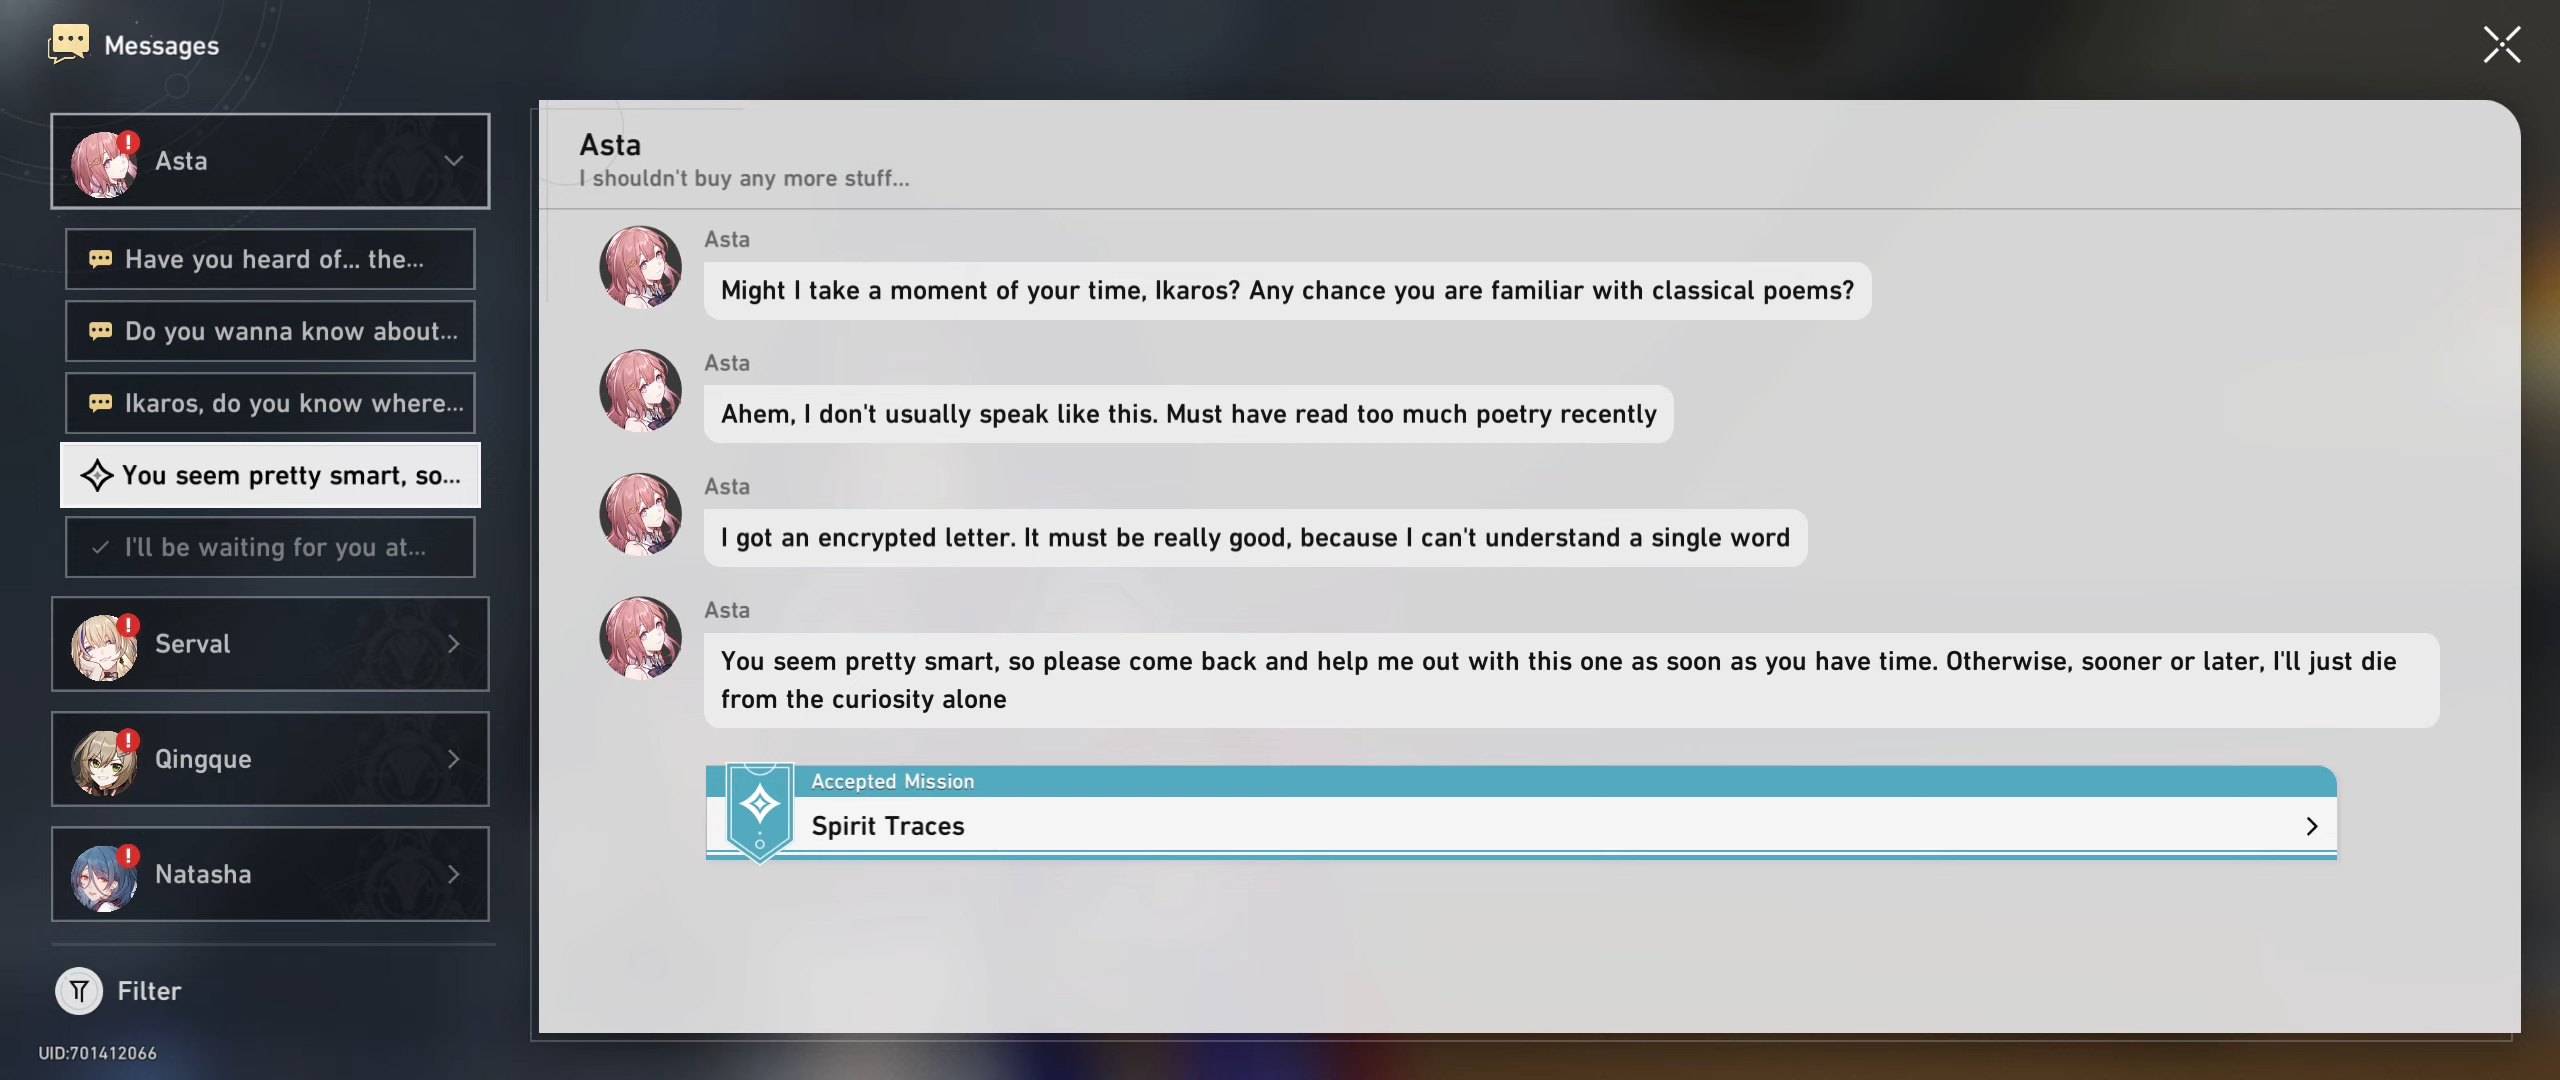 Messages
Asta
Have you heard of... the...
Do you wanna know about...
Ikaros, do you know where...
You seem pretty smart, so...
I'll be waiting for you at...
Serval
Qingque
Natasha
Filter
UID:701412066
Asta
I shouldn't buy any more stuff...
Asta
Might I take a moment of your time, Ikaros? Any chance you are familiar with classical poems?
Asta
Ahem, I don't usually speak like this. Must have read too much poetry recently
Asta
I got an encrypted letter. It must be really good, because I can't understand a single word
Asta
You seem pretty smart, so please come back and help me out with this one as soon as you have time. Otherwise, sooner or later, I'll just die
from the curiosity alone
Accepted Mission
Spirit Traces